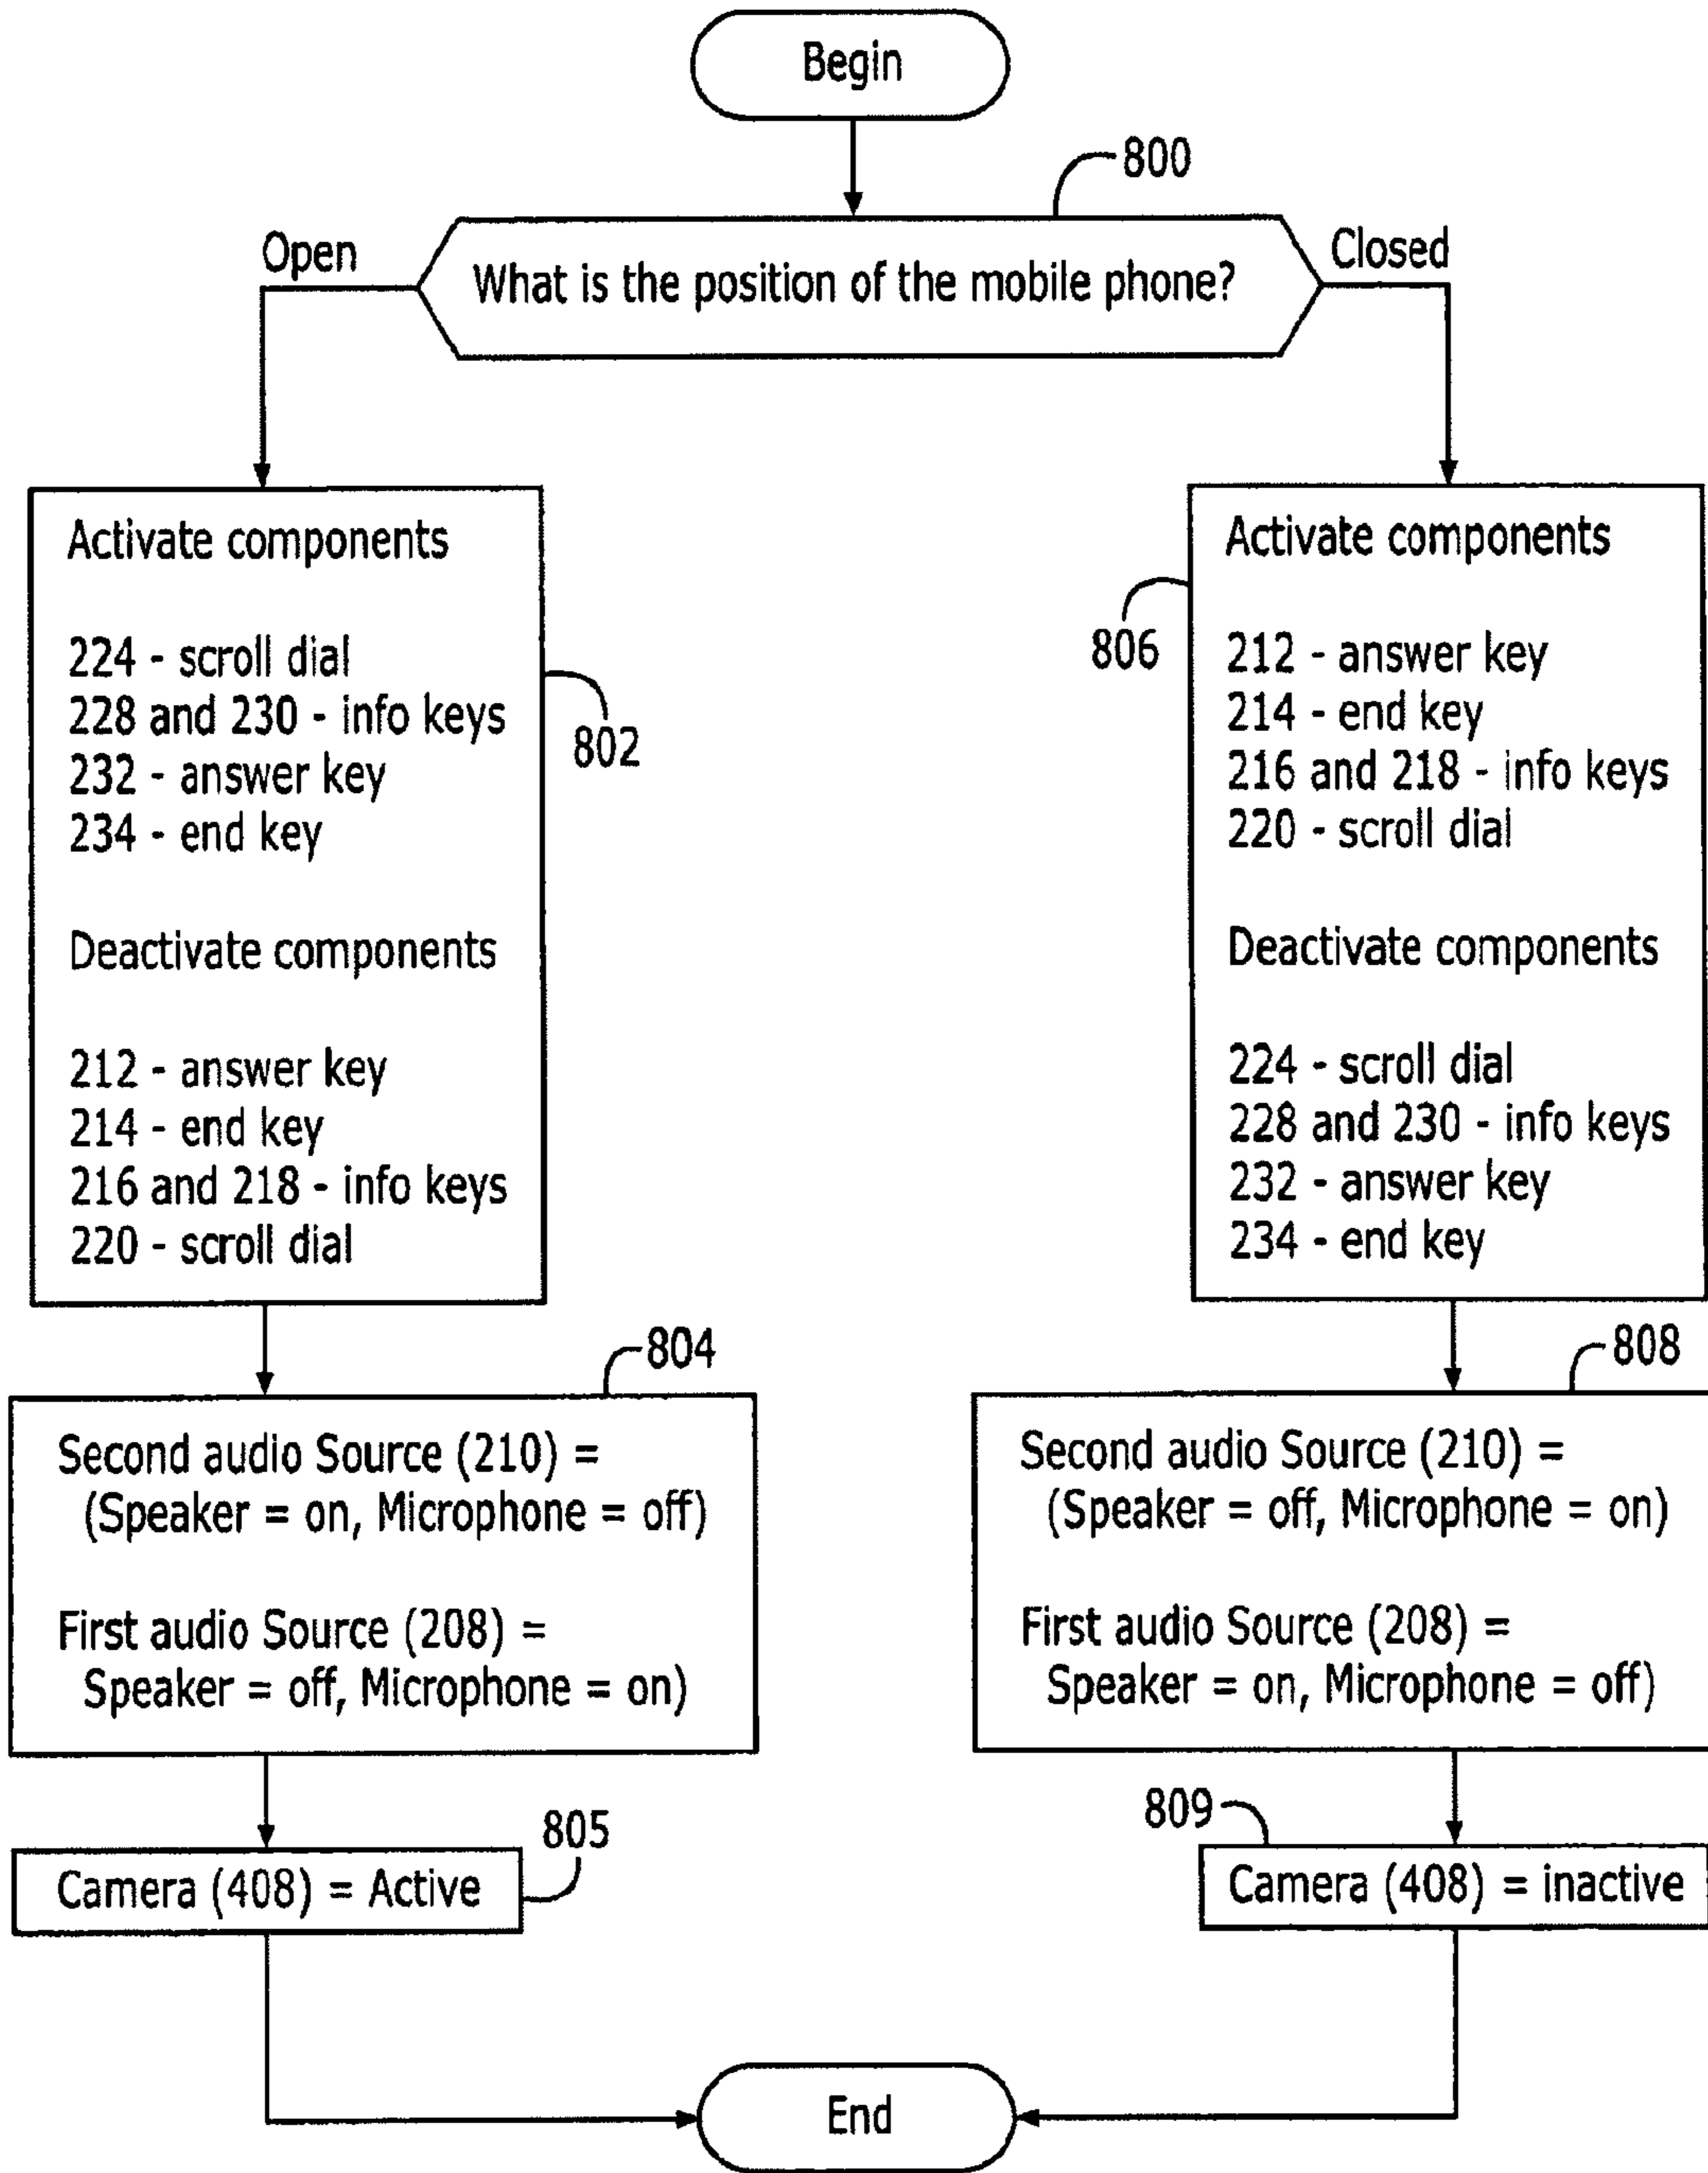 Begin
800
What is the position of the mobile phone?
Open
Closed
Activate components
224 - scroll dial
228 and 230 - info keys
232 - answer key
234 - end key
Deactivate components
212 - answer key
214 - end key
216 and 218 - info keys
220 - scroll dial
802
Activate components
212 - answer key
214 - end key
216 and 218 - info keys
220 - scroll dial
Deactivate components
224 - scroll dial
228 and 230 - info keys
232 - answer key
234 - end key
806
804
Second audio Source (210) =
(Speaker = on, Microphone = off)
First audio Source (208) =
Speaker = off, Microphone = on)
808
Second audio Source (210) =
(Speaker = off, Microphone = on)
First audio Source (208) =
Speaker = on, Microphone = off)
805
Camera (408) = Active
809
Camera (408) = inactive
End